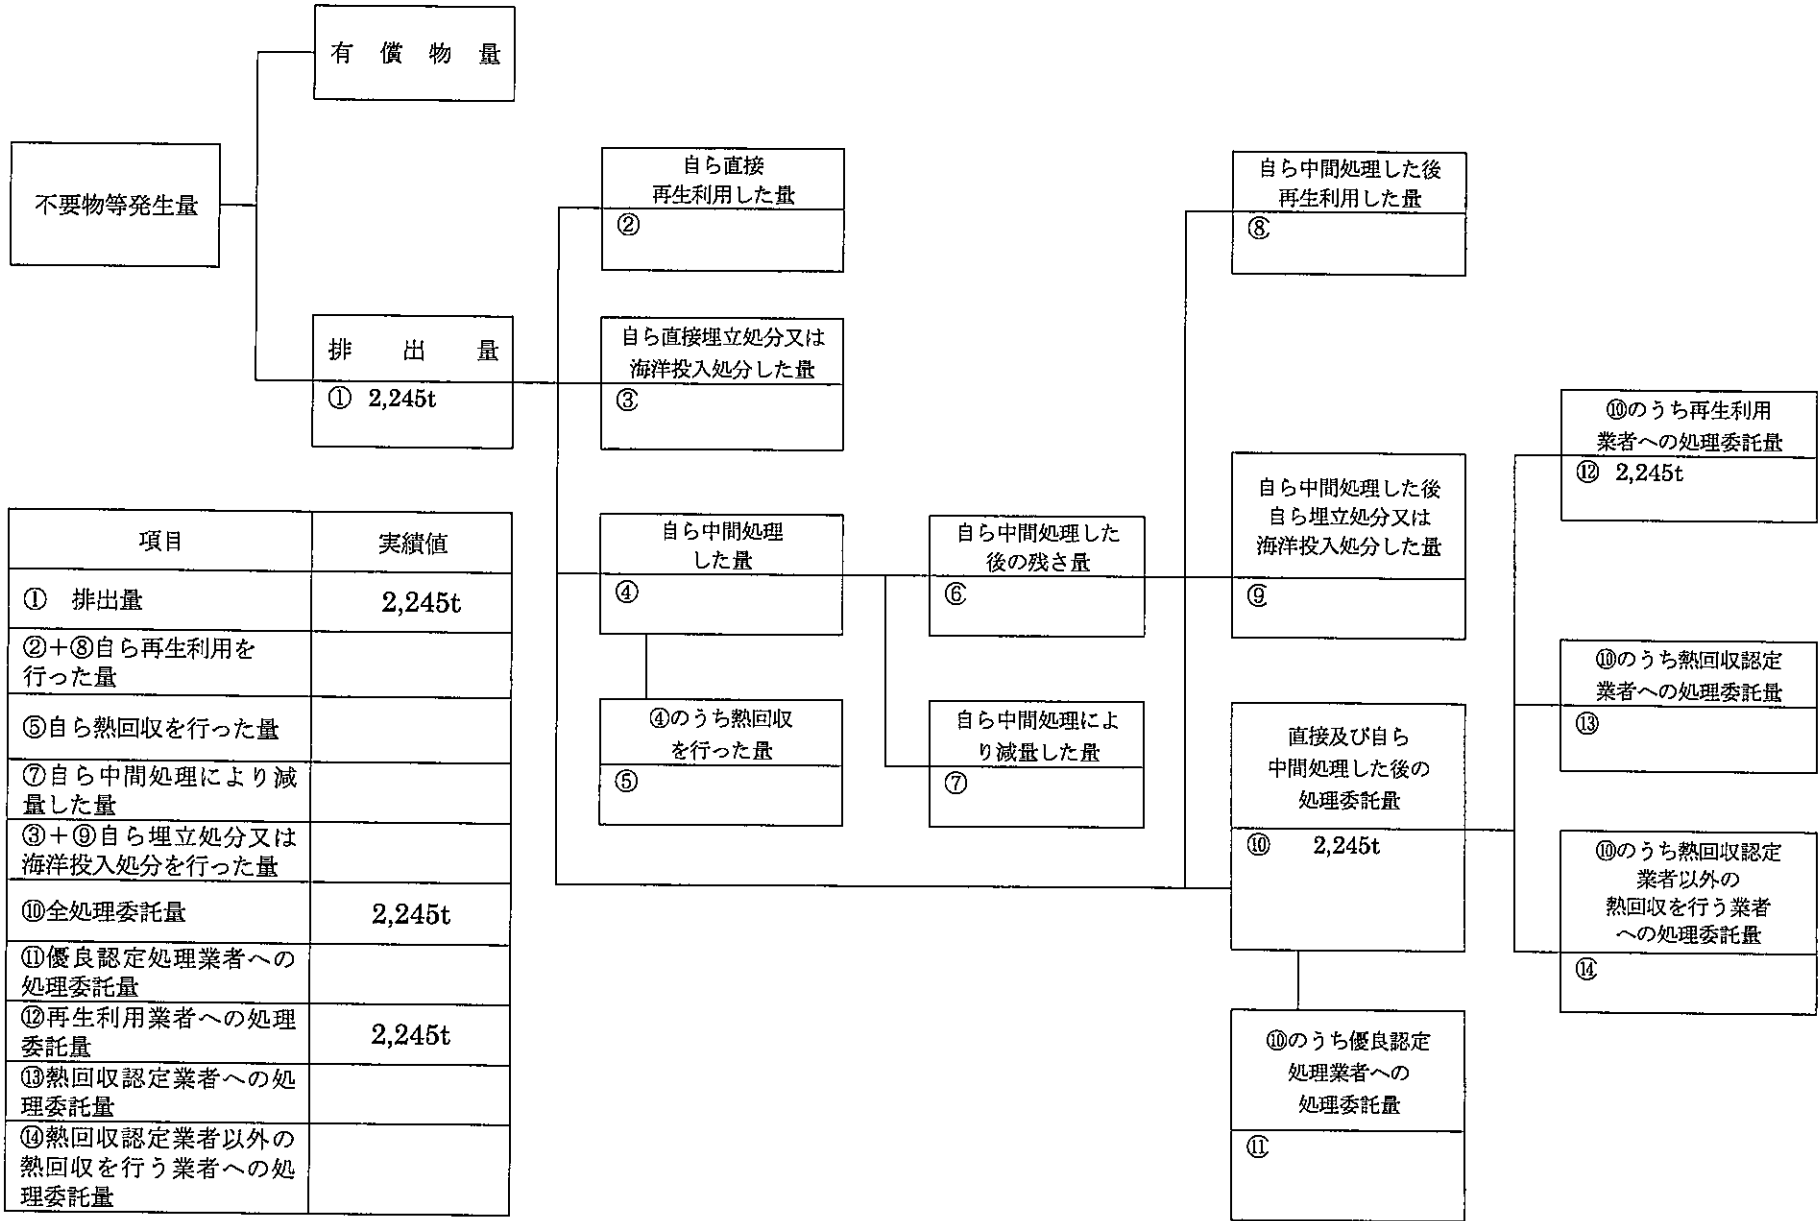 有償物量
不要物等発生量
排出量
① 2,245t
自ら直接
再生利用した量
②
自ら直接埋立処分又は
海洋投入処分した量
③
自ら中間処理
した量
④
④のうち熱回収
を行った量
⑤
自ら中間処理した
後の残さ量
⑥
自ら中間処理によ
り減量した量
⑦
自ら中間処理した後
再生利用した量
⑧
自ら中間処理した後
自ら埋立処分又は
海洋投入処分した量
⑨
直接及び自ら
中間処理した後の
処理委託量
⑩ 2,245t
⑩のうち優良認定
処理業者への
処理委託量
⑪
⑩のうち再生利用
業者への処理委託量
⑫ 2,245t
⑩のうち熱回収認定
業者への処理委託量
⑬
⑩のうち熱回収認定
業者以外の
熱回収を行う業者
への処理委託量
⑭
項目 実績値
① 排出量 2,245t
②+⑧自ら再生利用を
行った量
⑤自ら熱回収を行った量
⑦自ら中間処理により減
量した量
③+⑨自ら埋立処分又は
海洋投入処分を行った量
⑩全処理委託量 2,245t
⑪優良認定処理業者への
処理委託量
⑫再生利用業者への処理
委託量 2,245t
⑬熱回収認定業者への処
理委託量
⑭熱回収認定業者以外の
熱回収を行う業者への処
理委託量